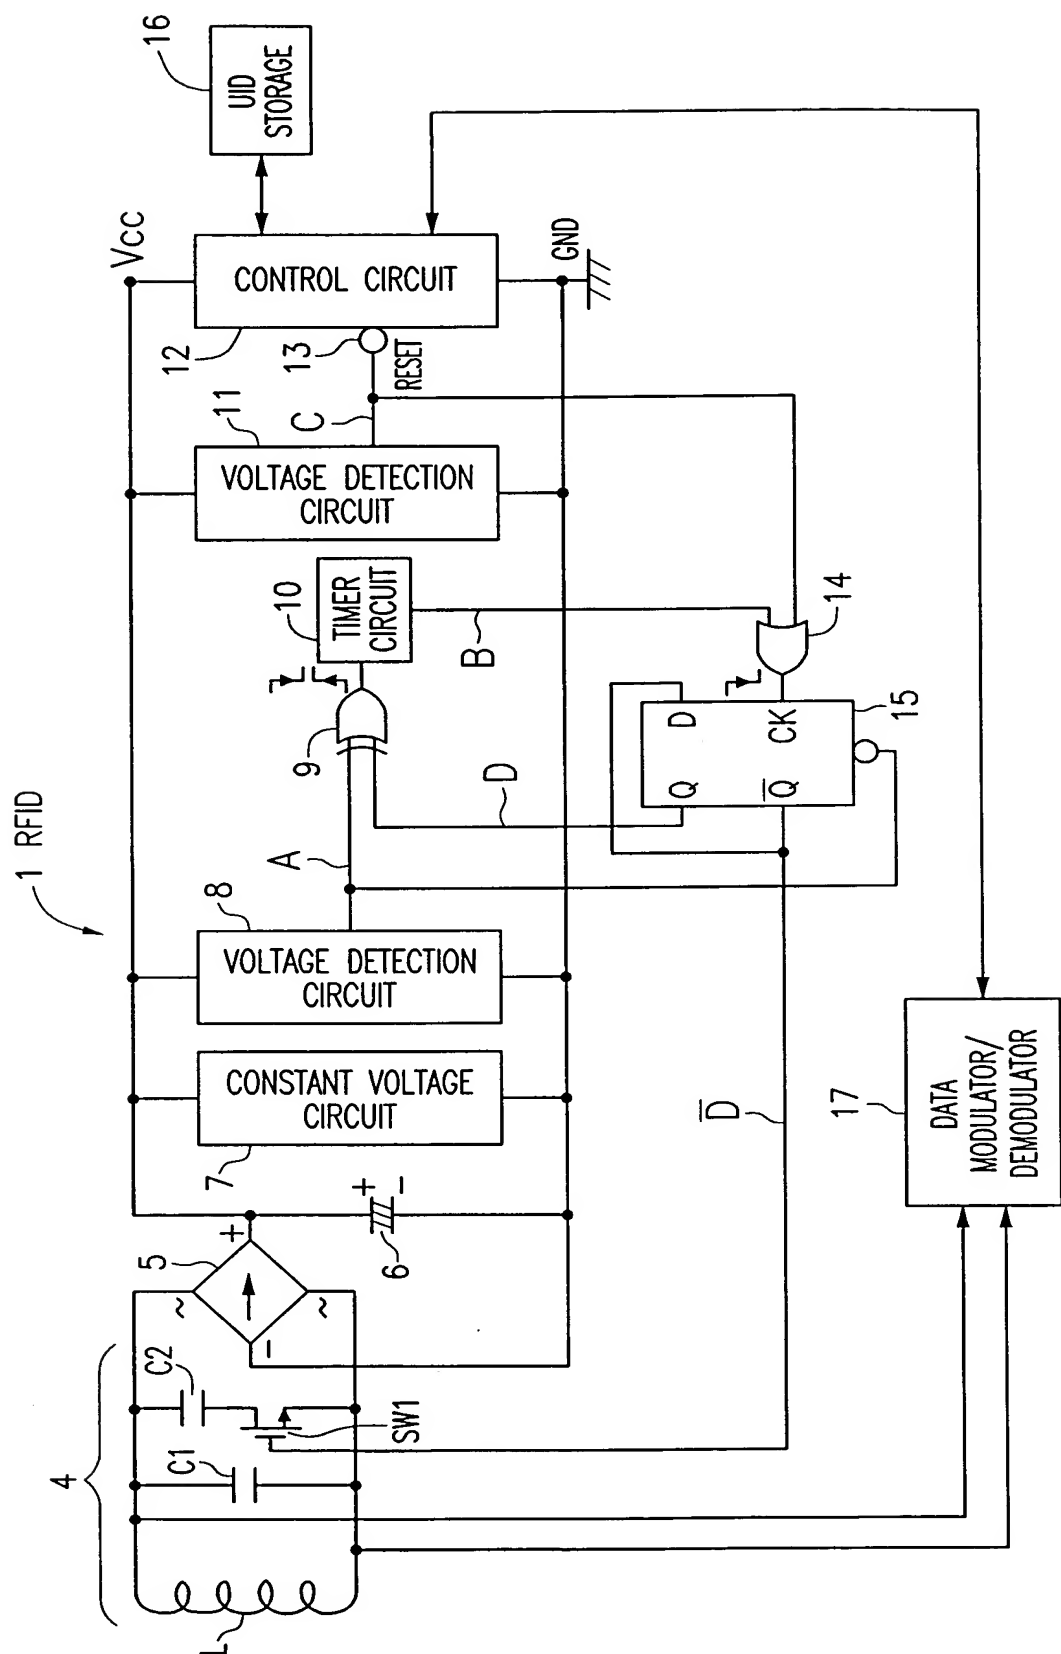 1 RFID
4
L
C1
C2
SW1
~
~
+
−
5
+
−
6
CONSTANT VOLTAGE
CIRCUIT
7
VOLTAGE DETECTION
CIRCUIT
8
A
9
TIMER
CIRCUIT
10
B
VOLTAGE DETECTION
CIRCUIT
11
C
RESET
13
CONTROL CIRCUIT
12
Vcc
GND
UID
STORAGE
16
D
14
D
CK
Q
Q̅
15
D̅
DATA
MODULATOR/
DEMODULATOR
17